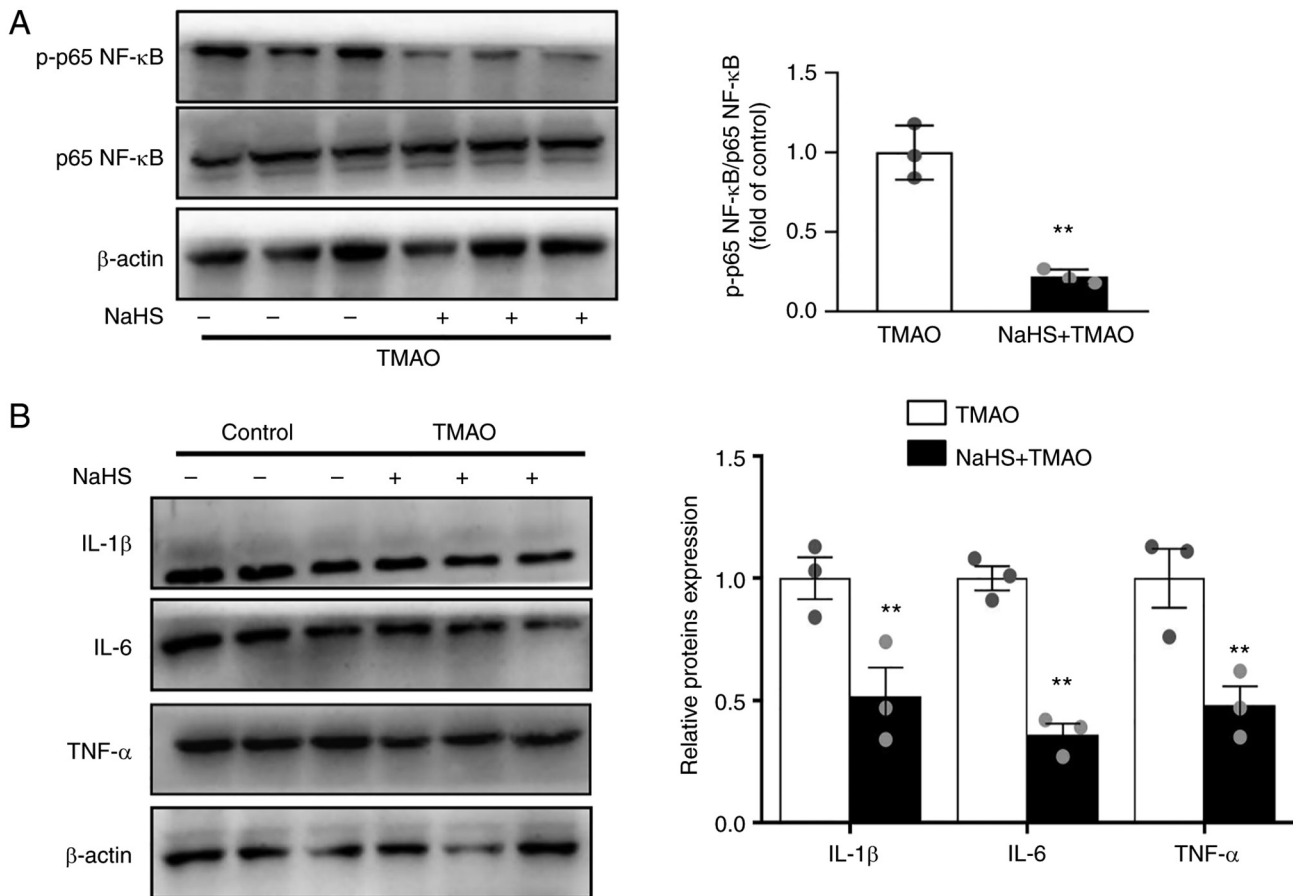 A
p-p65 NF-κB
p65 NF-κB
β-actin
NaHS − − − + + +
TMAO
p-p65 NF-κB/p65 NF-κB
(fold of control)
1.5
1.0
0.5
0.0
**
TMAO NaHS+TMAO
B
Control TMAO
NaHS − − − + + +
IL-1β
IL-6
TNF-α
β-actin
TMAO
NaHS+TMAO
Relative proteins expression
1.5
1.0
0.5
0.0
**
**
**
IL-1β IL-6 TNF-α